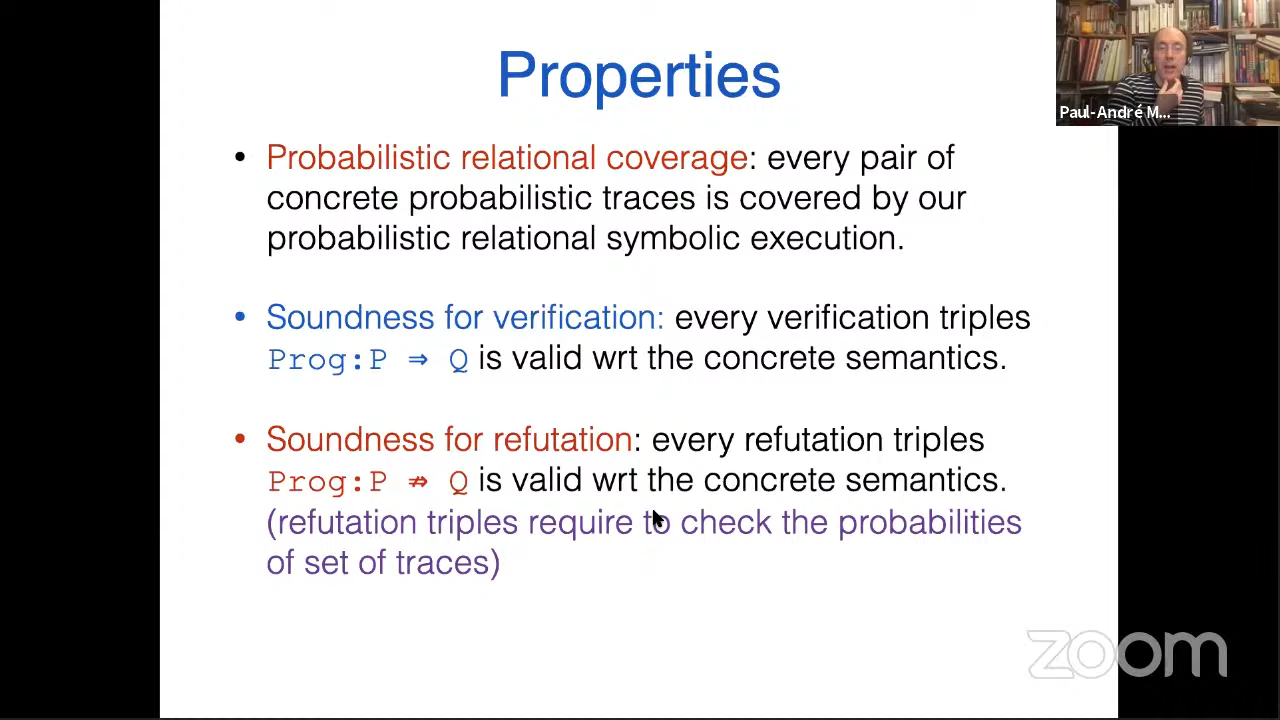 Properties
Paul-André M...
• Probabilistic relational coverage: every pair of
concrete probabilistic traces is covered by our
probabilistic relational symbolic execution.
• Soundness for verification: every verification triples
Prog:P ⇒ Q is valid wrt the concrete semantics.
• Soundness for refutation: every refutation triples
Prog:P ⇏ Q is valid wrt the concrete semantics.
(refutation triples require to check the probabilities
of set of traces)
zoom